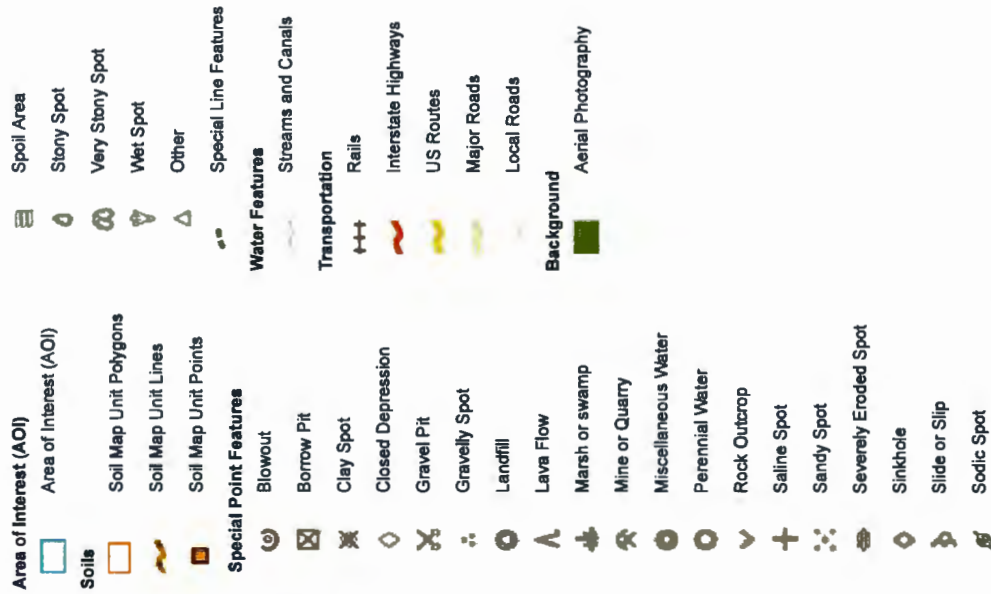 Area of Interest (AOI)
Area of Interest (AOI)
Soils
Soil Map Unit Polygons
Soil Map Unit Lines
Soil Map Unit Points
Special Point Features
Blowout
Borrow Pit
Clay Spot
Closed Depression
Gravel Pit
Gravelly Spot
Landfill
Lava Flow
Marsh or swamp
Mine or Quarry
Miscellaneous Water
Perennial Water
Rock Outcrop
Saline Spot
Sandy Spot
Severely Eroded Spot
Sinkhole
Slide or Slip
Sodic Spot
Spoil Area
Stony Spot
Very Stony Spot
Wet Spot
Other
Special Line Features
Water Features
Streams and Canals
Transportation
Rails
Interstate Highways
US Routes
Major Roads
Local Roads
Background
Aerial Photography